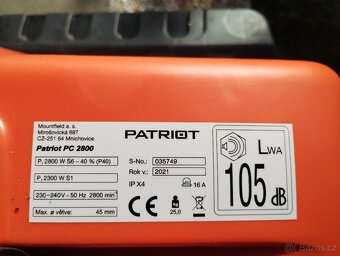 Mountfield a. s.
Mirošovická 697
CZ-251 64 Mnichovice
PATRIOT
LWA
Patriot PC 2800
P, 2800 W S6 – 40 % (P40)
S-No.: 035749
P, 2300 W S1
Rok v.: 2021
IP X4
16 A
105 dB
230–240V - 50 Hz 2800 min
Max. ø větve: 45 mm
CE
25,0